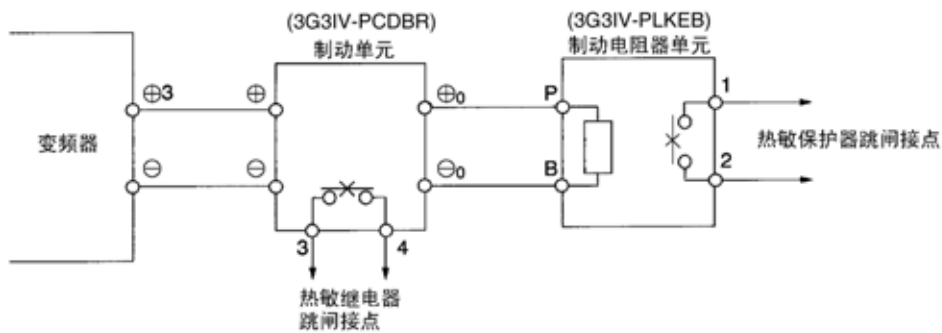 (3G3IV-PCDBR)
制动单元
(3G3IV-PLKEB)
制动电阻器单元
变频器
⊕3
⊕
⊕0
P
1
热敏保护器跳闸接点
⊖
⊖
⊖0
B
2
3
4
热敏继电器
跳闸接点